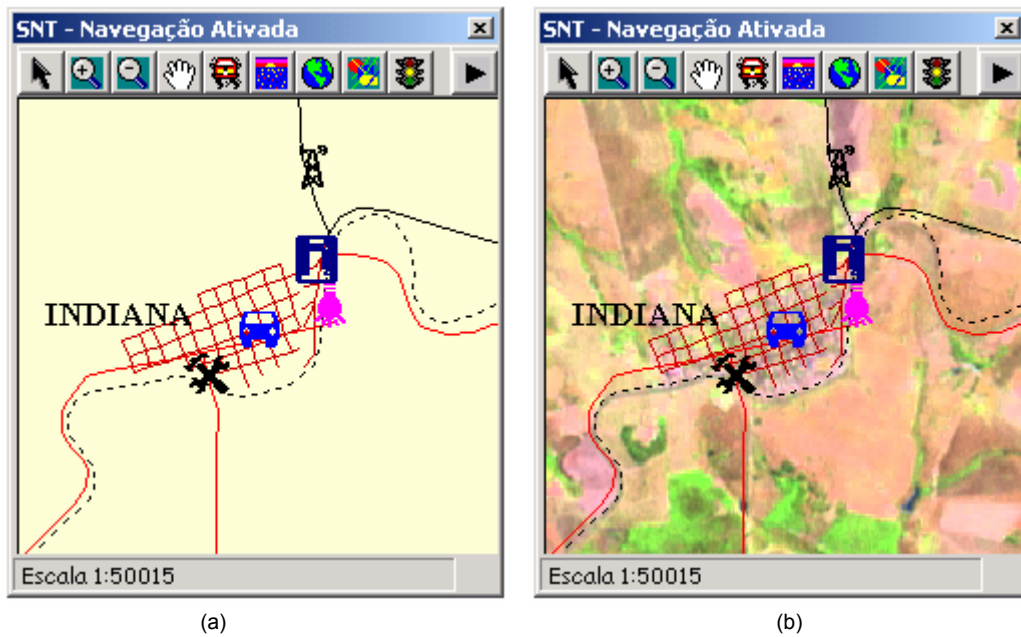 SNT - Navegação Ativada
SNT - Navegação Ativada
INDIANA
INDIANA
Escala 1:50015
Escala 1:50015
(a)
(b)